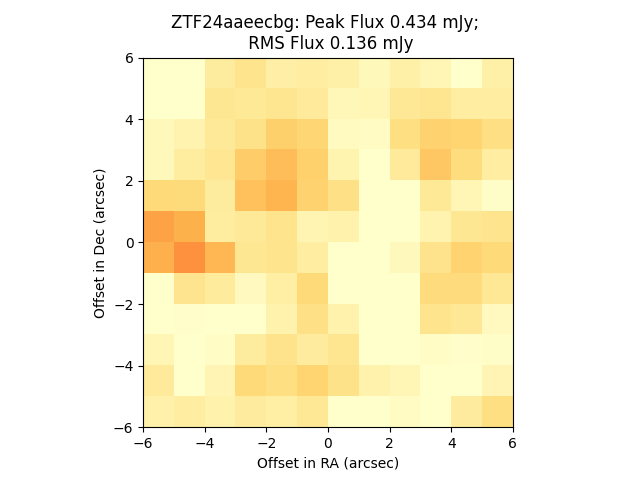 ZTF24aaeecbg: Peak Flux 0.434 mJy;
RMS Flux 0.136 mJy
6
4
2
0
−2
−4
−6
Offset in Dec (arcsec)
−6 −4 −2 0 2 4 6
Offset in RA (arcsec)